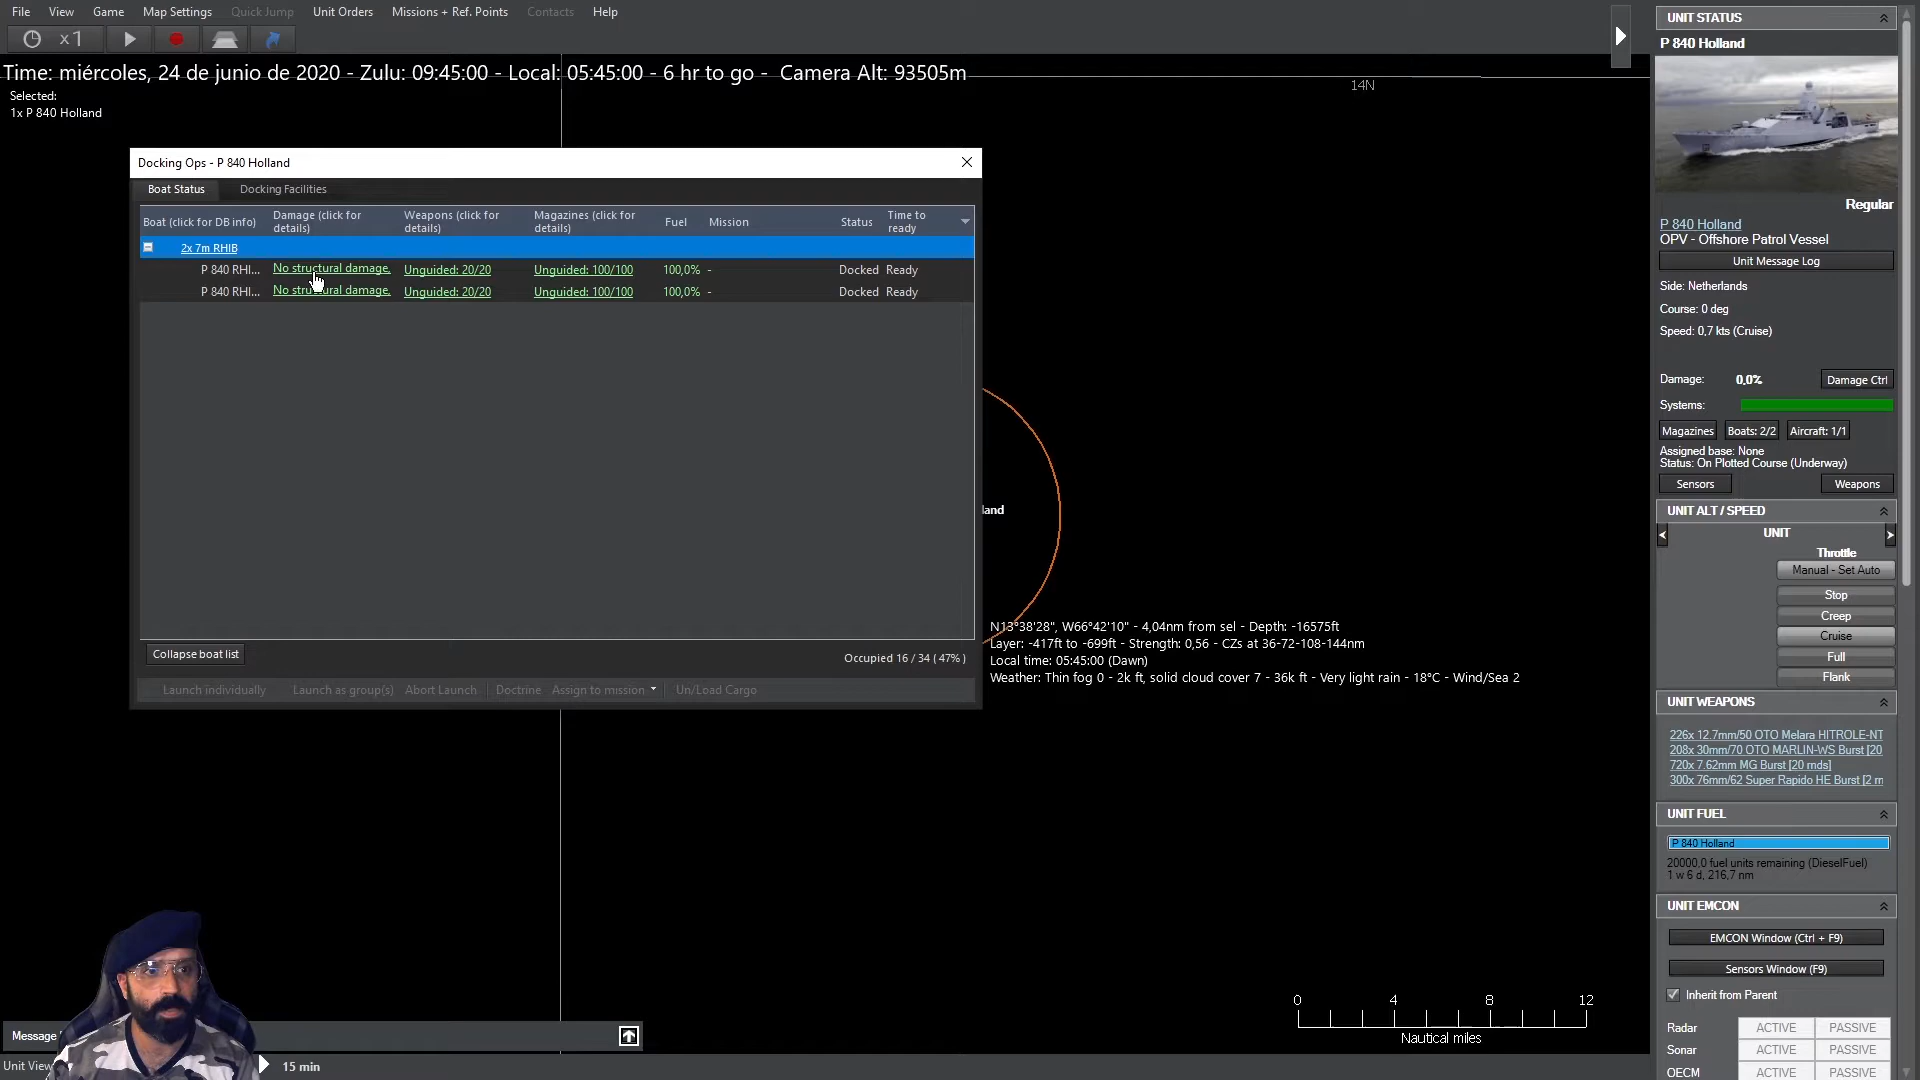 File View Game Map Settings Quick Jump Unit Orders Missions + Ref. Points Contacts Help
x1
Time: miércoles, 24 de junio de 2020 - Zulu: 09:45:00 - Local: 05:45:00 - 6 hr to go - Camera Alt: 93505m
Selected:
1x P 840 Holland
14N
Docking Ops - P 840 Holland
Boat Status Docking Facilities
Boat (click for DB info) Damage (click for details) Weapons (click for details) Magazines (click for details) Fuel Mission Status Time to ready
2x 7m RHIB
P 840 RHI... No structural damage, Unguided: 20/20 Unguided: 100/100 100,0% - Docked Ready
P 840 RHI... No structural damage, Unguided: 20/20 Unguided: 100/100 100,0% - Docked Ready
Collapse boat list
Occupied 16 / 34 ( 47% )
Launch individually Launch as group(s) Abort Launch Doctrine Assign to mission Un/Load Cargo
land
N13°38'28", W66°42'10" - 4,04nm from sel - Depth: -16575ft
Layer: -417ft to -699ft - Strength: 0,56 - CZs at 36-72-108-144nm
Local time: 05:45:00 (Dawn)
Weather: Thin fog 0 - 2k ft, solid cloud cover 7 - 36k ft - Very light rain - 18°C - Wind/Sea 2
0 4 8 12
Nautical miles
Message
Unit View
15 min
UNIT STATUS
P 840 Holland
Regular
P 840 Holland
OPV - Offshore Patrol Vessel
Unit Message Log
Side: Netherlands
Course: 0 deg
Speed: 0,7 kts (Cruise)
Damage: 0,0% Damage Ctrl
Systems:
Magazines Boats: 2/2 Aircraft: 1/1
Assigned base: None
Status: On Plotted Course (Underway)
Sensors Weapons
UNIT ALT / SPEED
UNIT
Throttle
Manual - Set Auto
Stop
Creep
Cruise
Full
Flank
UNIT WEAPONS
226x 12.7mm/50 OTO Melara HITROLE-NT
208x 30mm/70 OTO MARLIN-WS Burst [20
720x 7.62mm MG Burst [20 rnds]
300x 76mm/62 Super Rapido HE Burst [2 rn
UNIT FUEL
P 840 Holland
20000,0 fuel units remaining (DieselFuel)
1 w 6 d, 216,7 nm
UNIT EMCON
EMCON Window (Ctrl + F9)
Sensors Window (F9)
Inherit from Parent
Radar ACTIVE PASSIVE
Sonar ACTIVE PASSIVE
OECM ACTIVE PASSIVE